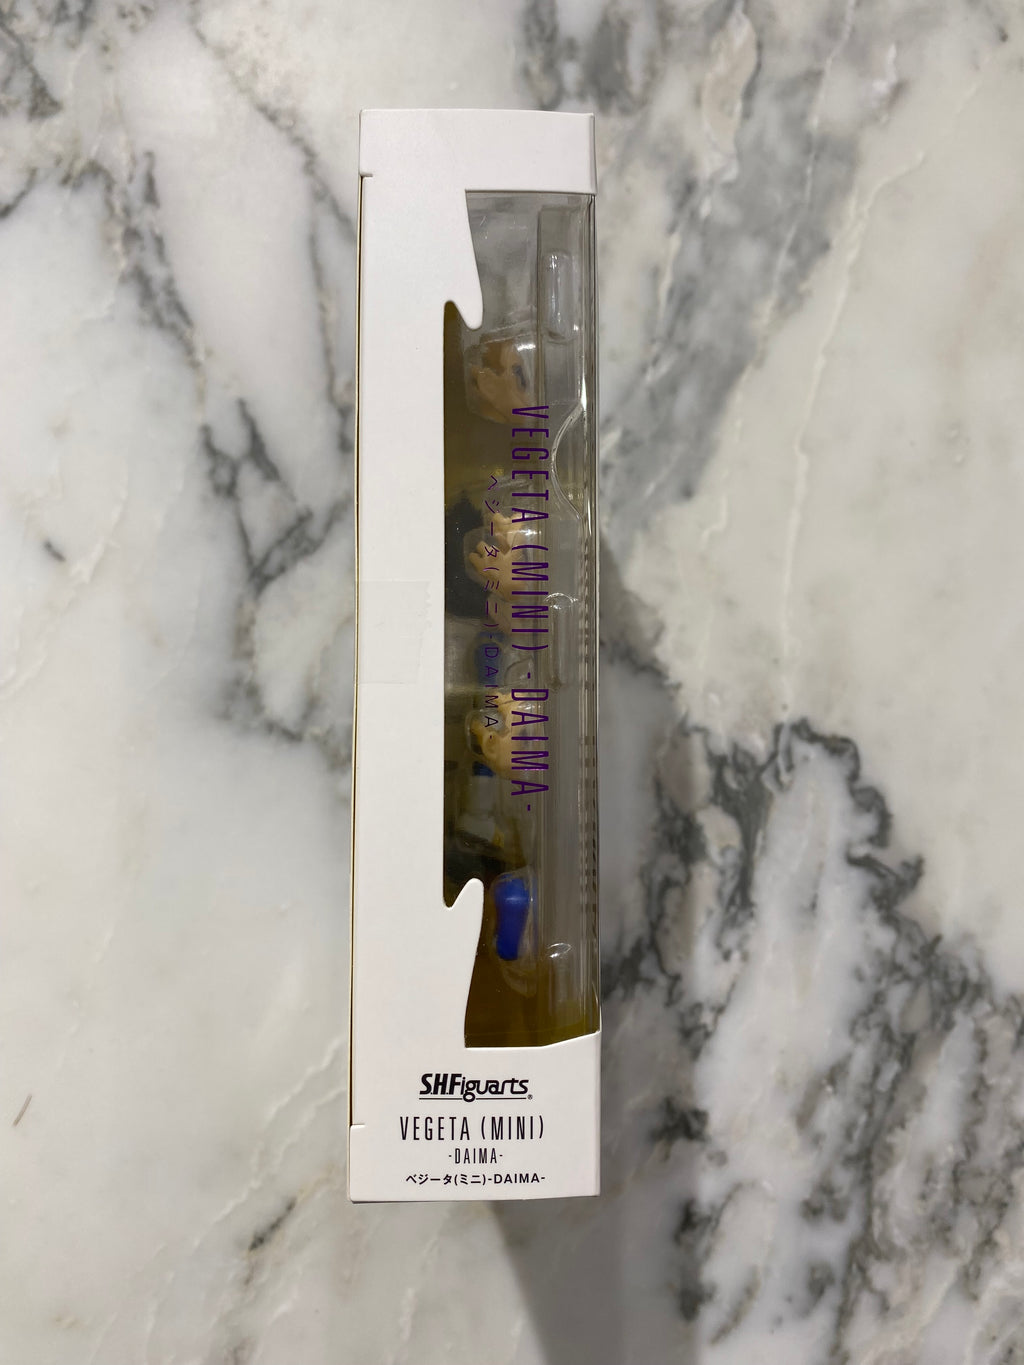 VEGETA (MINI) -DAIMA-
ベジータ(ミニ)-DAIMA-
S.H.Figuarts®
VEGETA (MINI)
-DAIMA-
ベジータ(ミニ)-DAIMA-